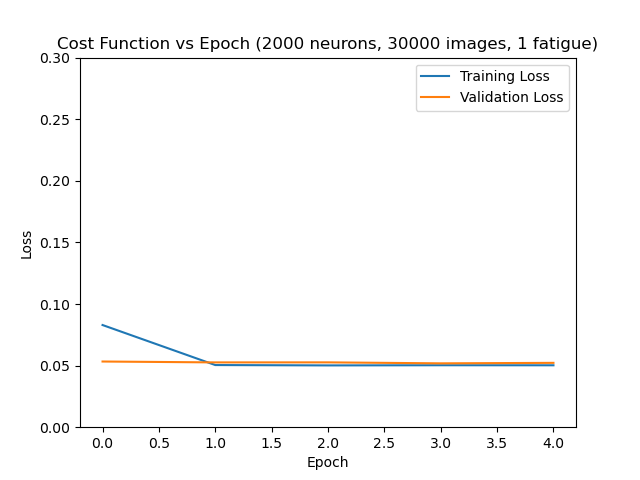 Cost Function vs Epoch (2000 neurons, 30000 images, 1 fatigue)
0.30
Training Loss
Validation Loss
0.25
0.20
0.15
Loss
0.10
0.05
0.00
0.0 0.5 1.0 1.5 2.0 2.5 3.0 3.5 4.0
Epoch